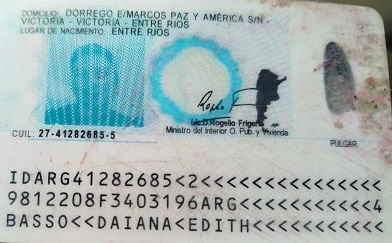 DOMICILIO: DORREGO E/MARCOS PAZ Y AMÉRICA S/N -
VICTORIA - VICTORIA - ENTRE RIOS
LUGAR DE NACIMIENTO: ENTRE RIOS
CUIL: 27-41282685-5
Lic. D. Rogelio Frigerio
Ministro del Interior O. Pub. y Vivienda
PULGAR
IDARG41282685<2<<<<<<<<<<<<<<<
9812208F3403196ARG<<<<<<<<<<<4
BASSO<<DAIANA<EDITH<<<<<<<<<<<